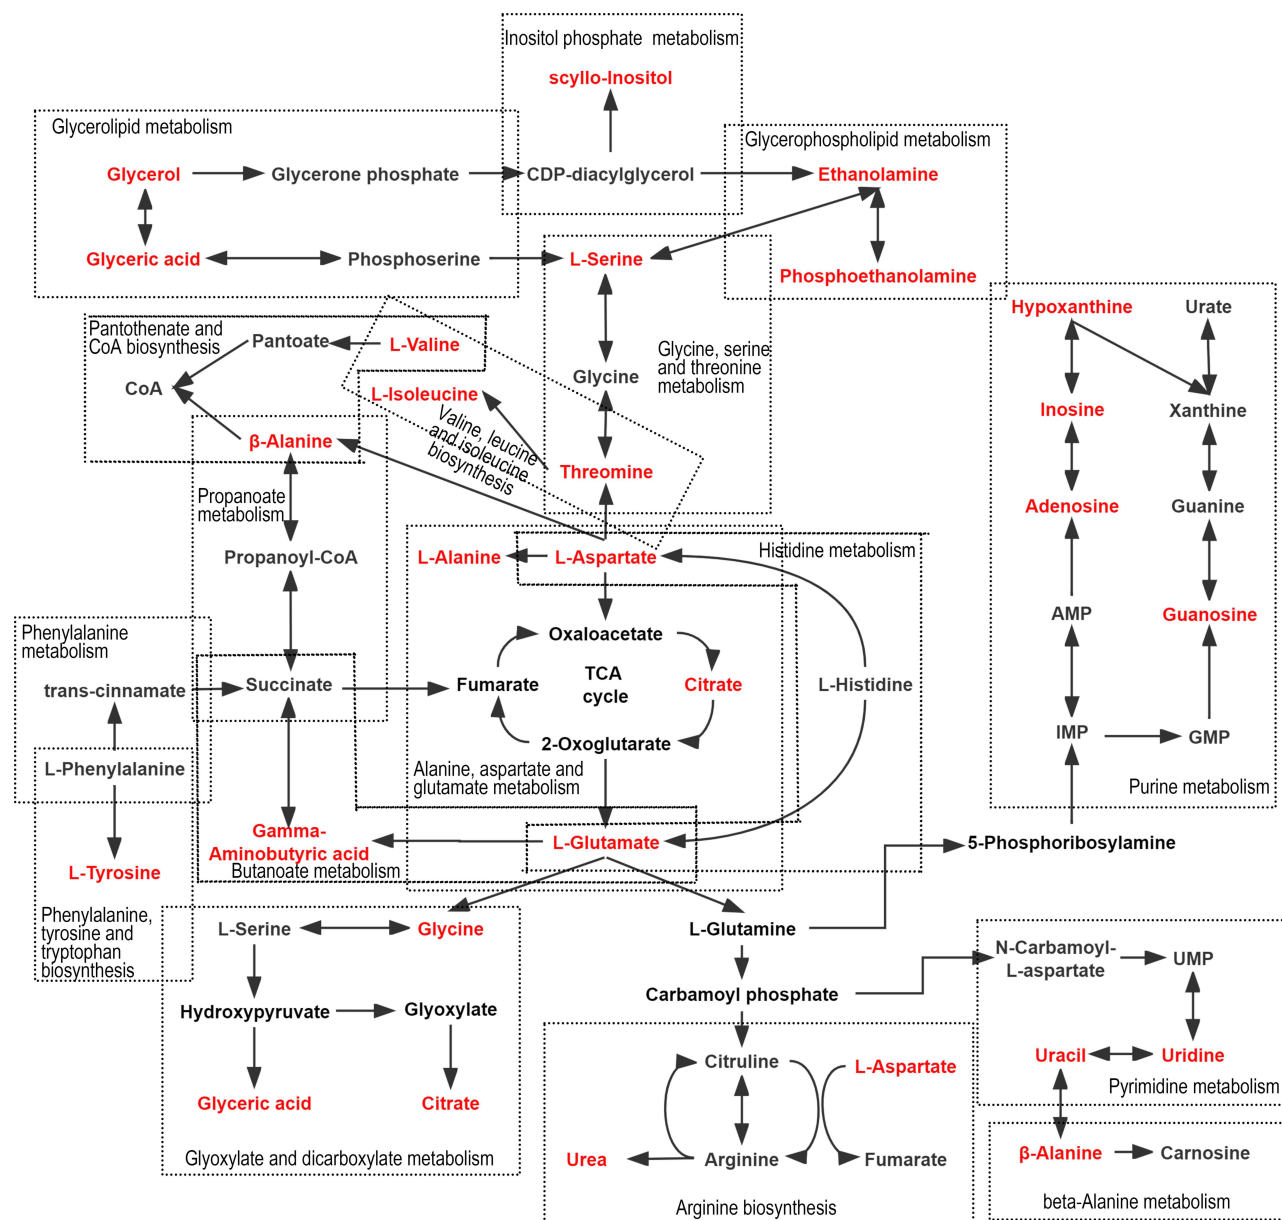 Inositol phosphate  metabolism
scyllo-Inositol
Glycerolipid metabolism
Glycerophospholipid metabolism
Glycerol
Glycerone phosphate
CDP-diacylglycerol
Ethanolamine
Glyceric acid
Phosphoserine
L-Serine
Phosphoethanolamine
Pantothenate and
CoA biosynthesis
Pantoate
L-Valine
CoA
L-Isoleucine
Glycine
Glycine, serine
and threonine
metabolism
β-Alanine
Valine, leucine
and isoleucine
biosynthesis
Threomine
Hypoxanthine
Urate
Inosine
Xanthine
Adenosine
Guanine
AMP
Guanosine
IMP
GMP
Purine metabolism
Propanoate
metabolism
Propanoyl-CoA
L-Alanine
L-Aspartate
Histidine metabolism
Phenylalanine
metabolism
trans-cinnamate
Succinate
Fumarate
Oxaloacetate
TCA
cycle
Citrate
L-Histidine
2-Oxoglutarate
L-Phenylalanine
Alanine, aspartate and
glutamate metabolism
Gamma-
Aminobutyric acid
Butanoate metabolism
L-Glutamate
5-Phosphoribosylamine
L-Tyrosine
Phenylalanine,
tyrosine and
tryptophan
biosynthesis
L-Serine
Glycine
L-Glutamine
Hydroxypyruvate
Glyoxylate
Carbamoyl phosphate
N-Carbamoyl-
L-aspartate
UMP
Glyceric acid
Citrate
Glyoxylate and dicarboxylate metabolism
Citruline
L-Aspartate
Urea
Arginine
Fumarate
Arginine biosynthesis
Uracil
Uridine
Pyrimidine metabolism
β-Alanine
Carnosine
beta-Alanine metabolism